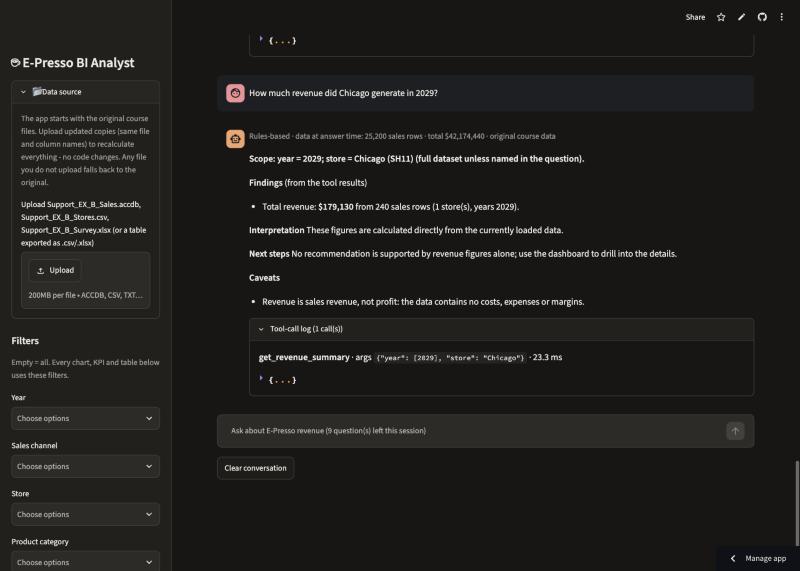 Share
{...}
E-Presso BI Analyst
Data source
The app starts with the original course
files. Upload updated copies (same file
and column names) to recalculate
everything - no code changes. Any file
you do not upload falls back to the
original.
Upload Support_EX_B_Sales.accdb,
Support_EX_B_Stores.csv,
Support_EX_B_Survey.xlsx (or a table
exported as .csv/.xlsx)
Upload
200MB per file • ACCDB, CSV, TXT...
Filters
Empty = all. Every chart, KPI and table below
uses these filters.
Year
Choose options
Sales channel
Choose options
Store
Choose options
Product category
Choose options
How much revenue did Chicago generate in 2029?
Rules-based · data at answer time: 25,200 sales rows · total $42,174,440 · original course data
Scope: year = 2029; store = Chicago (SH11) (full dataset unless named in the question).
Findings (from the tool results)
• Total revenue: $179,130 from 240 sales rows (1 store(s), years 2029).
Interpretation These figures are calculated directly from the currently loaded data.
Next steps No recommendation is supported by revenue figures alone; use the dashboard to drill into the details.
Caveats
• Revenue is sales revenue, not profit: the data contains no costs, expenses or margins.
Tool-call log (1 call(s))
get_revenue_summary · args {"year": [2029], "store": "Chicago"} · 23.3 ms
{...}
Ask about E-Presso revenue (9 question(s) left this session)
Clear conversation
Manage app